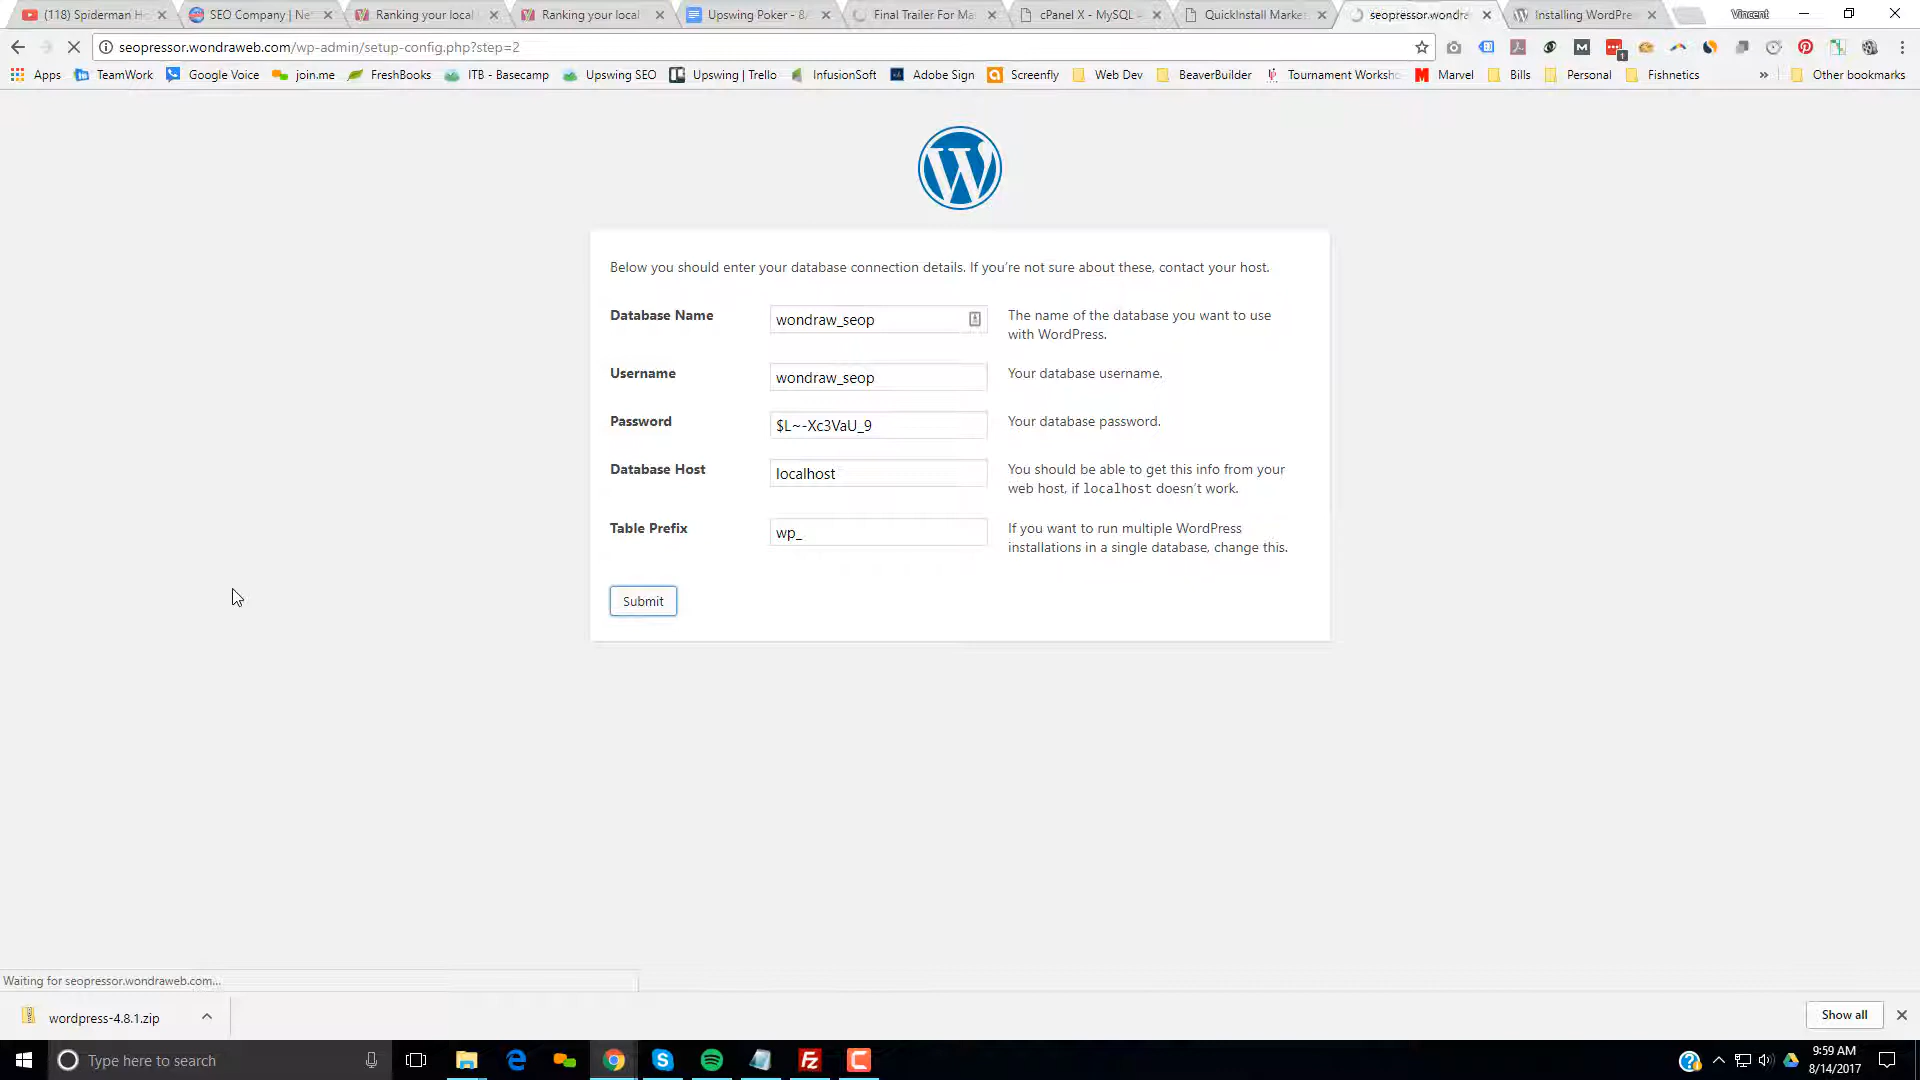 (118) Spiderman H
SEO Company | Ne
Ranking your local
Ranking your local
Upswing Poker - 8/
Final Trailer For Ma
cPanel X - MySQL -
QuickInstall Marke
seopressor.wondra
Installing WordPre
Vincent
seopressor.wondraweb.com/wp-admin/setup-config.php?step=2
Apps
TeamWork
Google Voice
join.me
FreshBooks
ITB - Basecamp
Upswing SEO
Upswing | Trello
InfusionSoft
Adobe Sign
Screenfly
Web Dev
BeaverBuilder
Tournament Worksho
Marvel
Bills
Personal
Fishnetics
»
Other bookmarks
Below you should enter your database connection details. If you're not sure about these, contact your host.
Database Name
wondraw_seop
The name of the database you want to use
with WordPress.
Username
wondraw_seop
Your database username.
Password
$L~-Xc3VaU_9
Your database password.
Database Host
localhost
You should be able to get this info from your
web host, if localhost doesn't work.
Table Prefix
wp_
If you want to run multiple WordPress
installations in a single database, change this.
Submit
Waiting for seopressor.wondraweb.com...
wordpress-4.8.1.zip
Show all
Type here to search
9:59 AM
8/14/2017